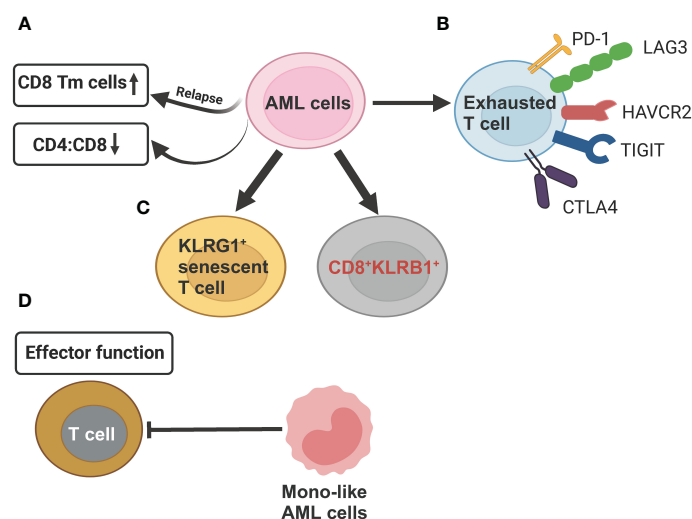 A
B
PD-1
LAG3
CD8 Tm cells↑
Relapse
AML cells
Exhausted
T cell
HAVCR2
CD4:CD8↓
TIGIT
CTLA4
C
KLRG1⁺
senescent
T cell
CD8⁺KLRB1⁺
D
Effector function
T cell
Mono-like
AML cells